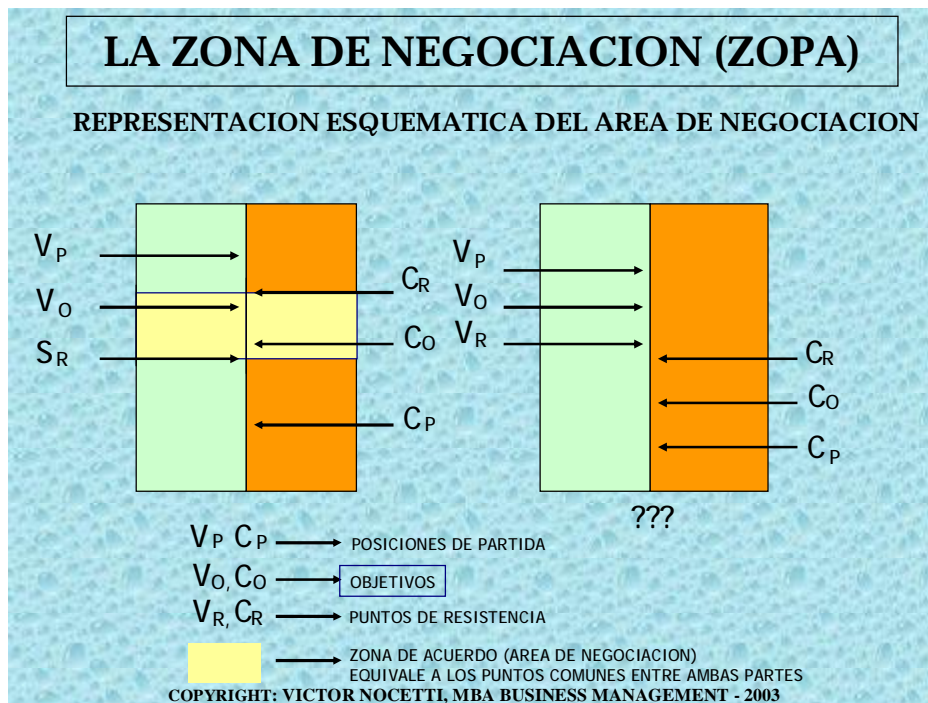 LA ZONA DE NEGOCIACION (ZOPA)
REPRESENTACION ESQUEMATICA DEL AREA DE NEGOCIACION
VP
VO
SR
CR
CO
CP
VP
VO
VR
CR
CO
CP
???
VP CP POSICIONES DE PARTIDA
VO, CO OBJETIVOS
VR, CR PUNTOS DE RESISTENCIA
ZONA DE ACUERDO (AREA DE NEGOCIACION)
EQUIVALE A LOS PUNTOS COMUNES ENTRE AMBAS PARTES
COPYRIGHT: VICTOR NOCETTI, MBA BUSINESS MANAGEMENT - 2003